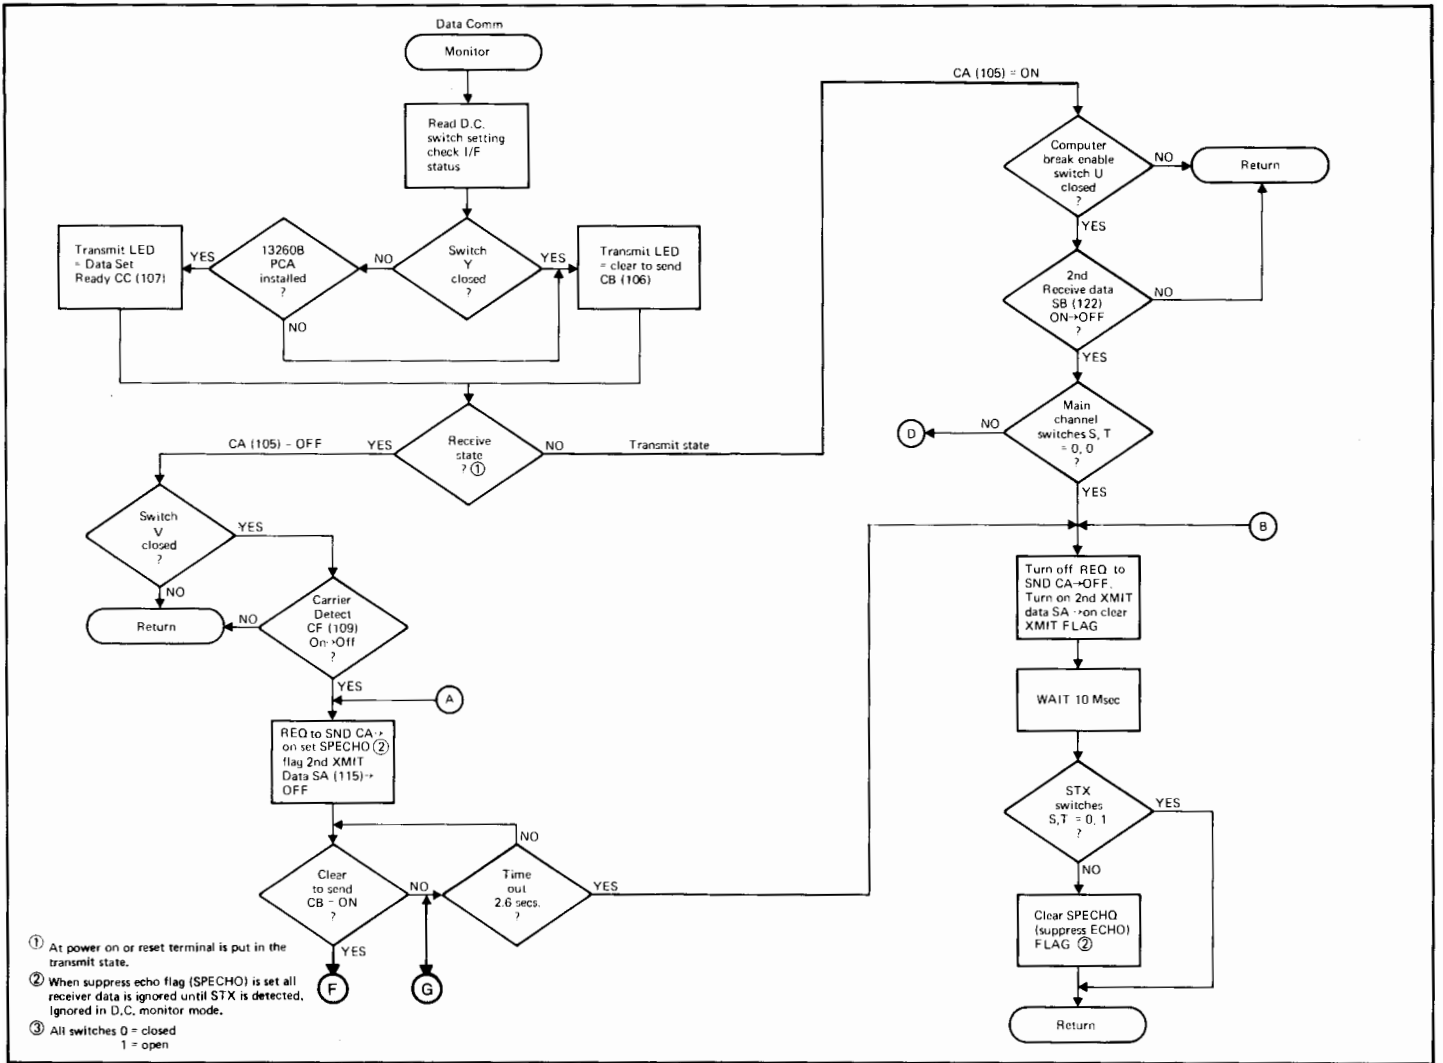 Data Comm
Monitor
Read D.C.
switch setting
check I/F
status
Switch
Y
closed
?
YES
NO
Transmit LED
= clear to send
CB (106)
13260B
PCA
installed
?
YES
NO
Transmit LED
= Data Set
Ready CC (107)
Receive
state
? ①
CA (105) - OFF
YES
NO
Transmit state
Switch
V
closed
?
YES
NO
Return
Carrier
Detect
CF (109)
On→Off
?
NO
YES
A
REQ to SND CA→
on set SPECHO ②
flag 2nd XMIT
Data SA (115)→
OFF
Clear
to send
CB - ON
?
NO
YES
F
G
Time
out
2.6 secs.
?
NO
YES
CA (105) = ON
Computer
break enable
switch U
closed
?
NO
YES
Return
2nd
Receive data
SB (122)
ON→OFF
?
NO
YES
Main
channel
switches S, T
= 0, 0
?
NO
D
YES
B
Turn off REQ to
SND CA→OFF.
Turn on 2nd XMIT
data SA →on clear
XMIT FLAG
WAIT 10 Msec
STX
switches
S,T = 0, 1
?
YES
NO
Clear SPECHO
(suppress ECHO)
FLAG ②
Return
① At power on or reset terminal is put in the
transmit state.
② When suppress echo flag (SPECHO) is set all
receiver data is ignored until STX is detected.
Ignored in D.C. monitor mode.
③ All switches 0 = closed
1 = open